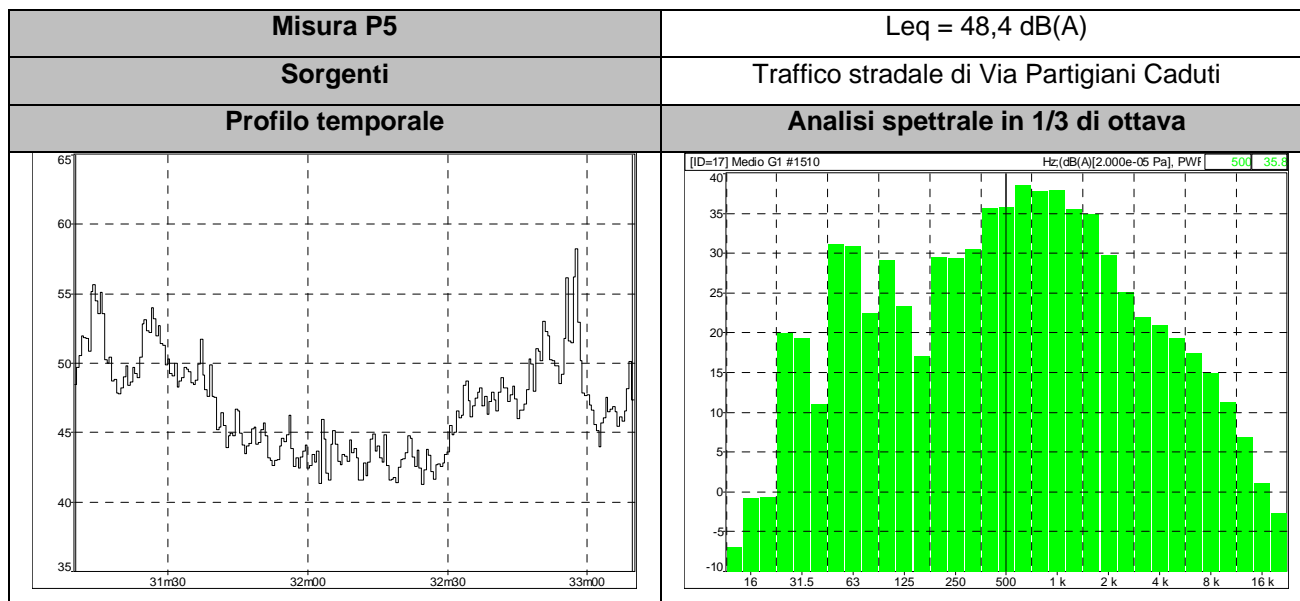 Misura P5
Leq = 48,4 dB(A)
Sorgenti
Traffico stradale di Via Partigiani Caduti
Profilo temporale
Analisi spettrale in 1/3 di ottava
65
60
55
50
45
40
35
31m30
32m00
32m30
33m00
[ID=17] Medio G1 #1510
Hz;(dB(A)[2.000e-05 Pa], PWR
500
35.8
40
35
30
25
20
15
10
5
0
-5
-10
16
31.5
63
125
250
500
1 k
2 k
4 k
8 k
16 k